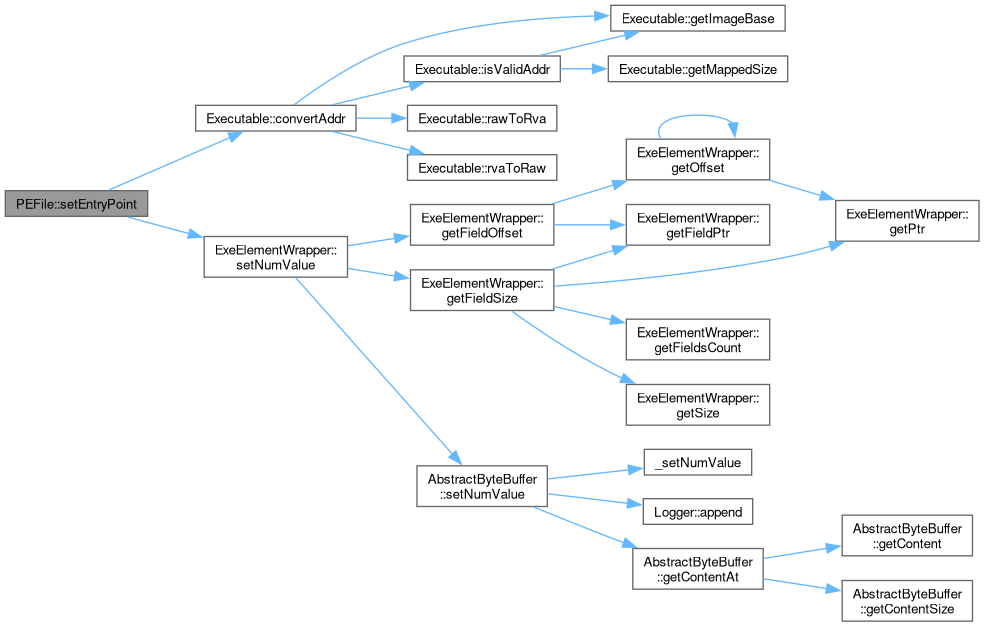 Executable::getImageBase
Executable::isValidAddr
Executable::getMappedSize
Executable::convertAddr
Executable::rawToRva
Executable::rvaToRaw
ExeElementWrapper::
getOffset
PEFile::setEntryPoint
ExeElementWrapper::
setNumValue
ExeElementWrapper::
getFieldOffset
ExeElementWrapper::
getFieldPtr
ExeElementWrapper::
getPtr
ExeElementWrapper::
getFieldSize
ExeElementWrapper::
getFieldsCount
ExeElementWrapper::
getSize
AbstractByteBuffer
::setNumValue
_setNumValue
Logger::append
AbstractByteBuffer
::getContentAt
AbstractByteBuffer
::getContent
AbstractByteBuffer
::getContentSize